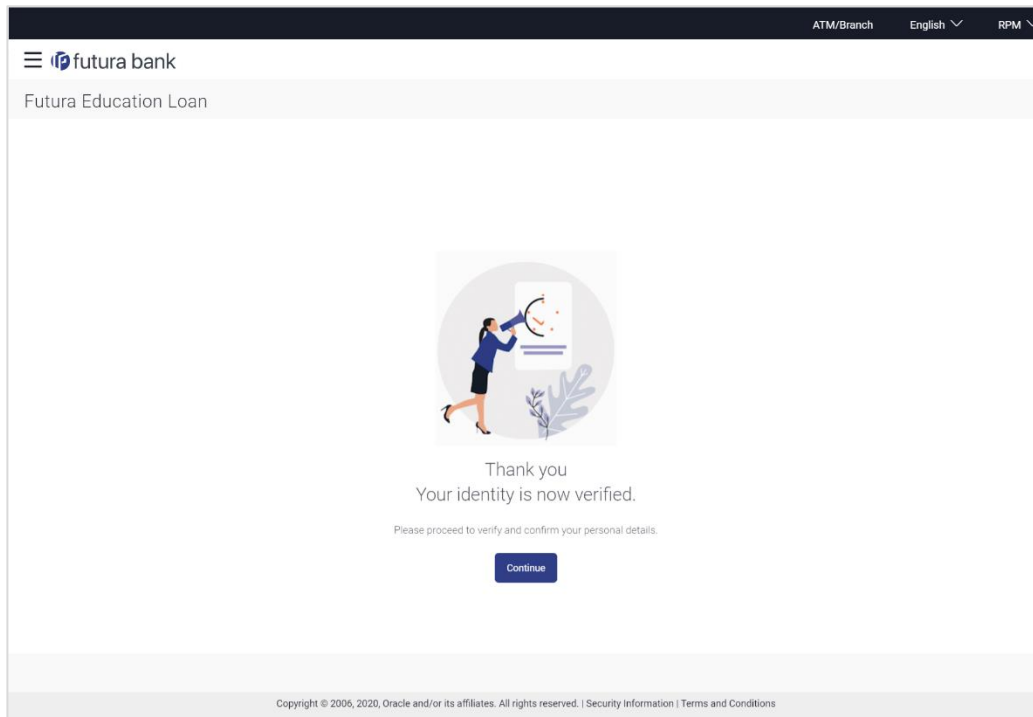 ATM/Branch English RPM
futura bank
Futura Education Loan
Thank you
Your identity is now verified.
Please proceed to verify and confirm your personal details.
Continue
Copyright © 2006, 2020, Oracle and/or its affiliates. All rights reserved. | Security Information | Terms and Conditions